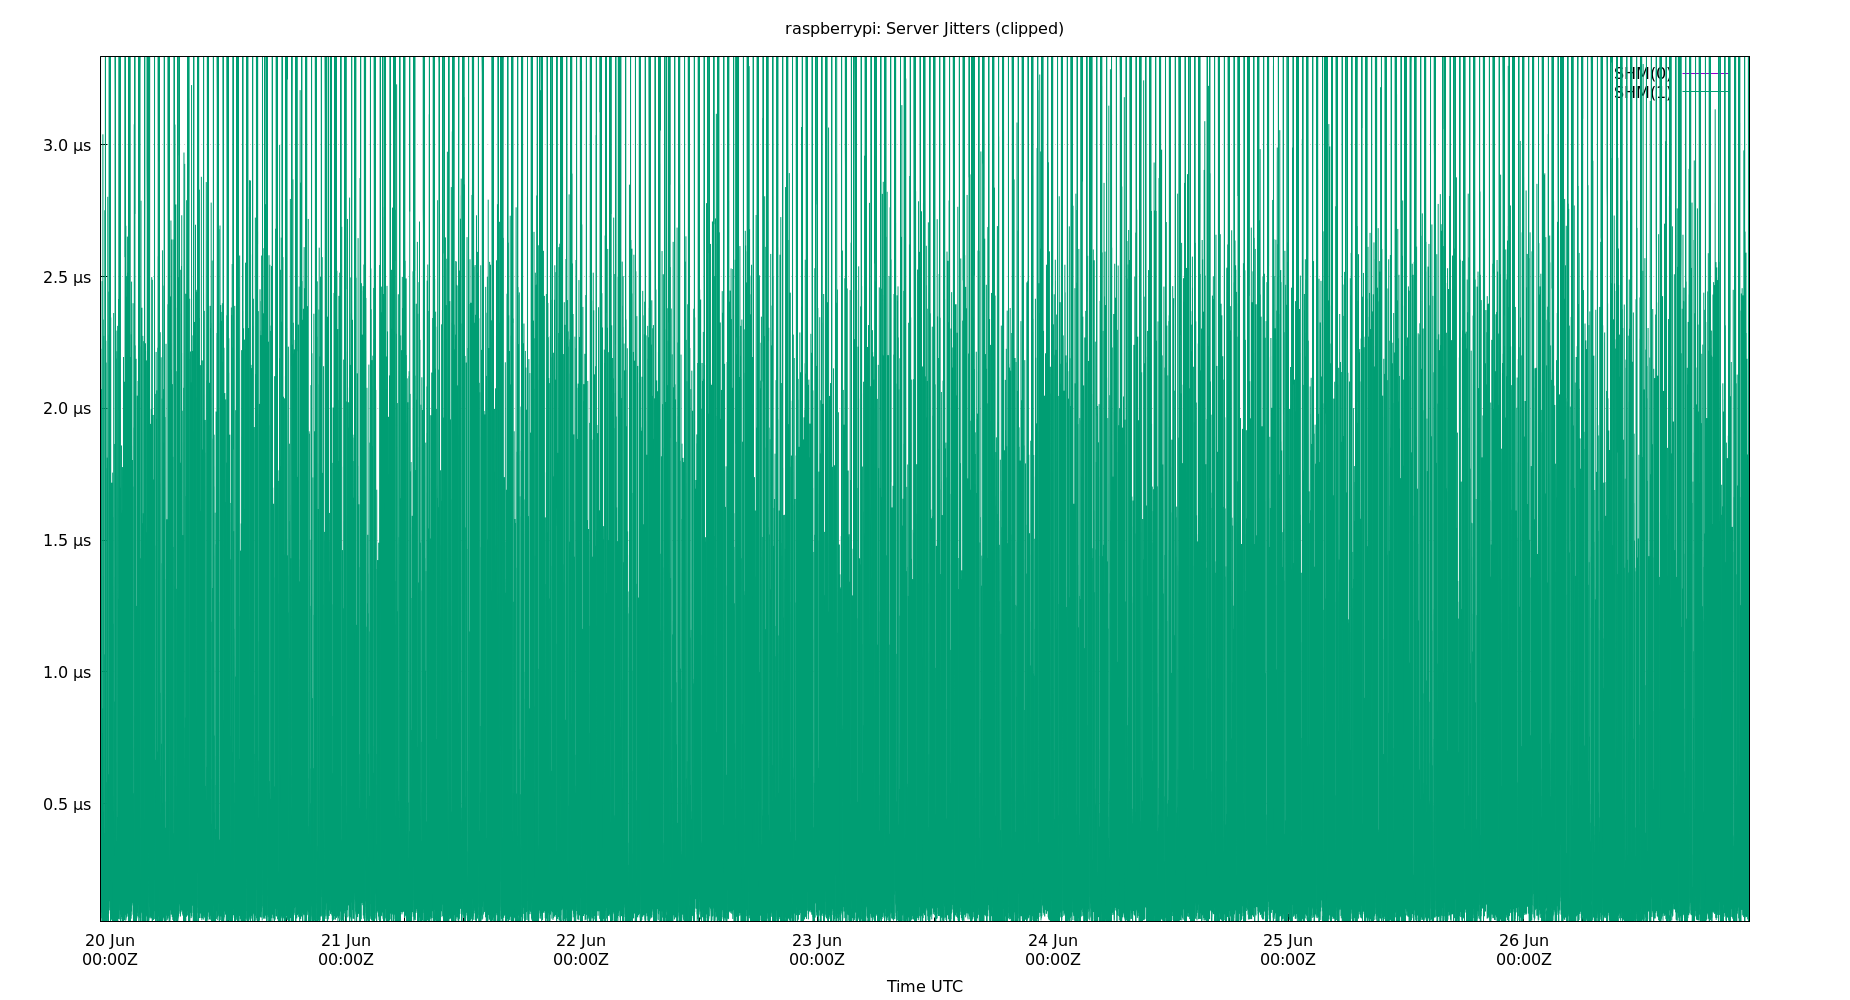 raspberrypi: Server Jitters (clipped)
SHM(0)
SHM(1)
3.0 µs
2.5 µs
2.0 µs
1.5 µs
1.0 µs
0.5 µs
20 Jun 21 Jun 22 Jun 23 Jun 24 Jun 25 Jun 26 Jun
00:00Z 00:00Z 00:00Z 00:00Z 00:00Z 00:00Z 00:00Z
Time UTC